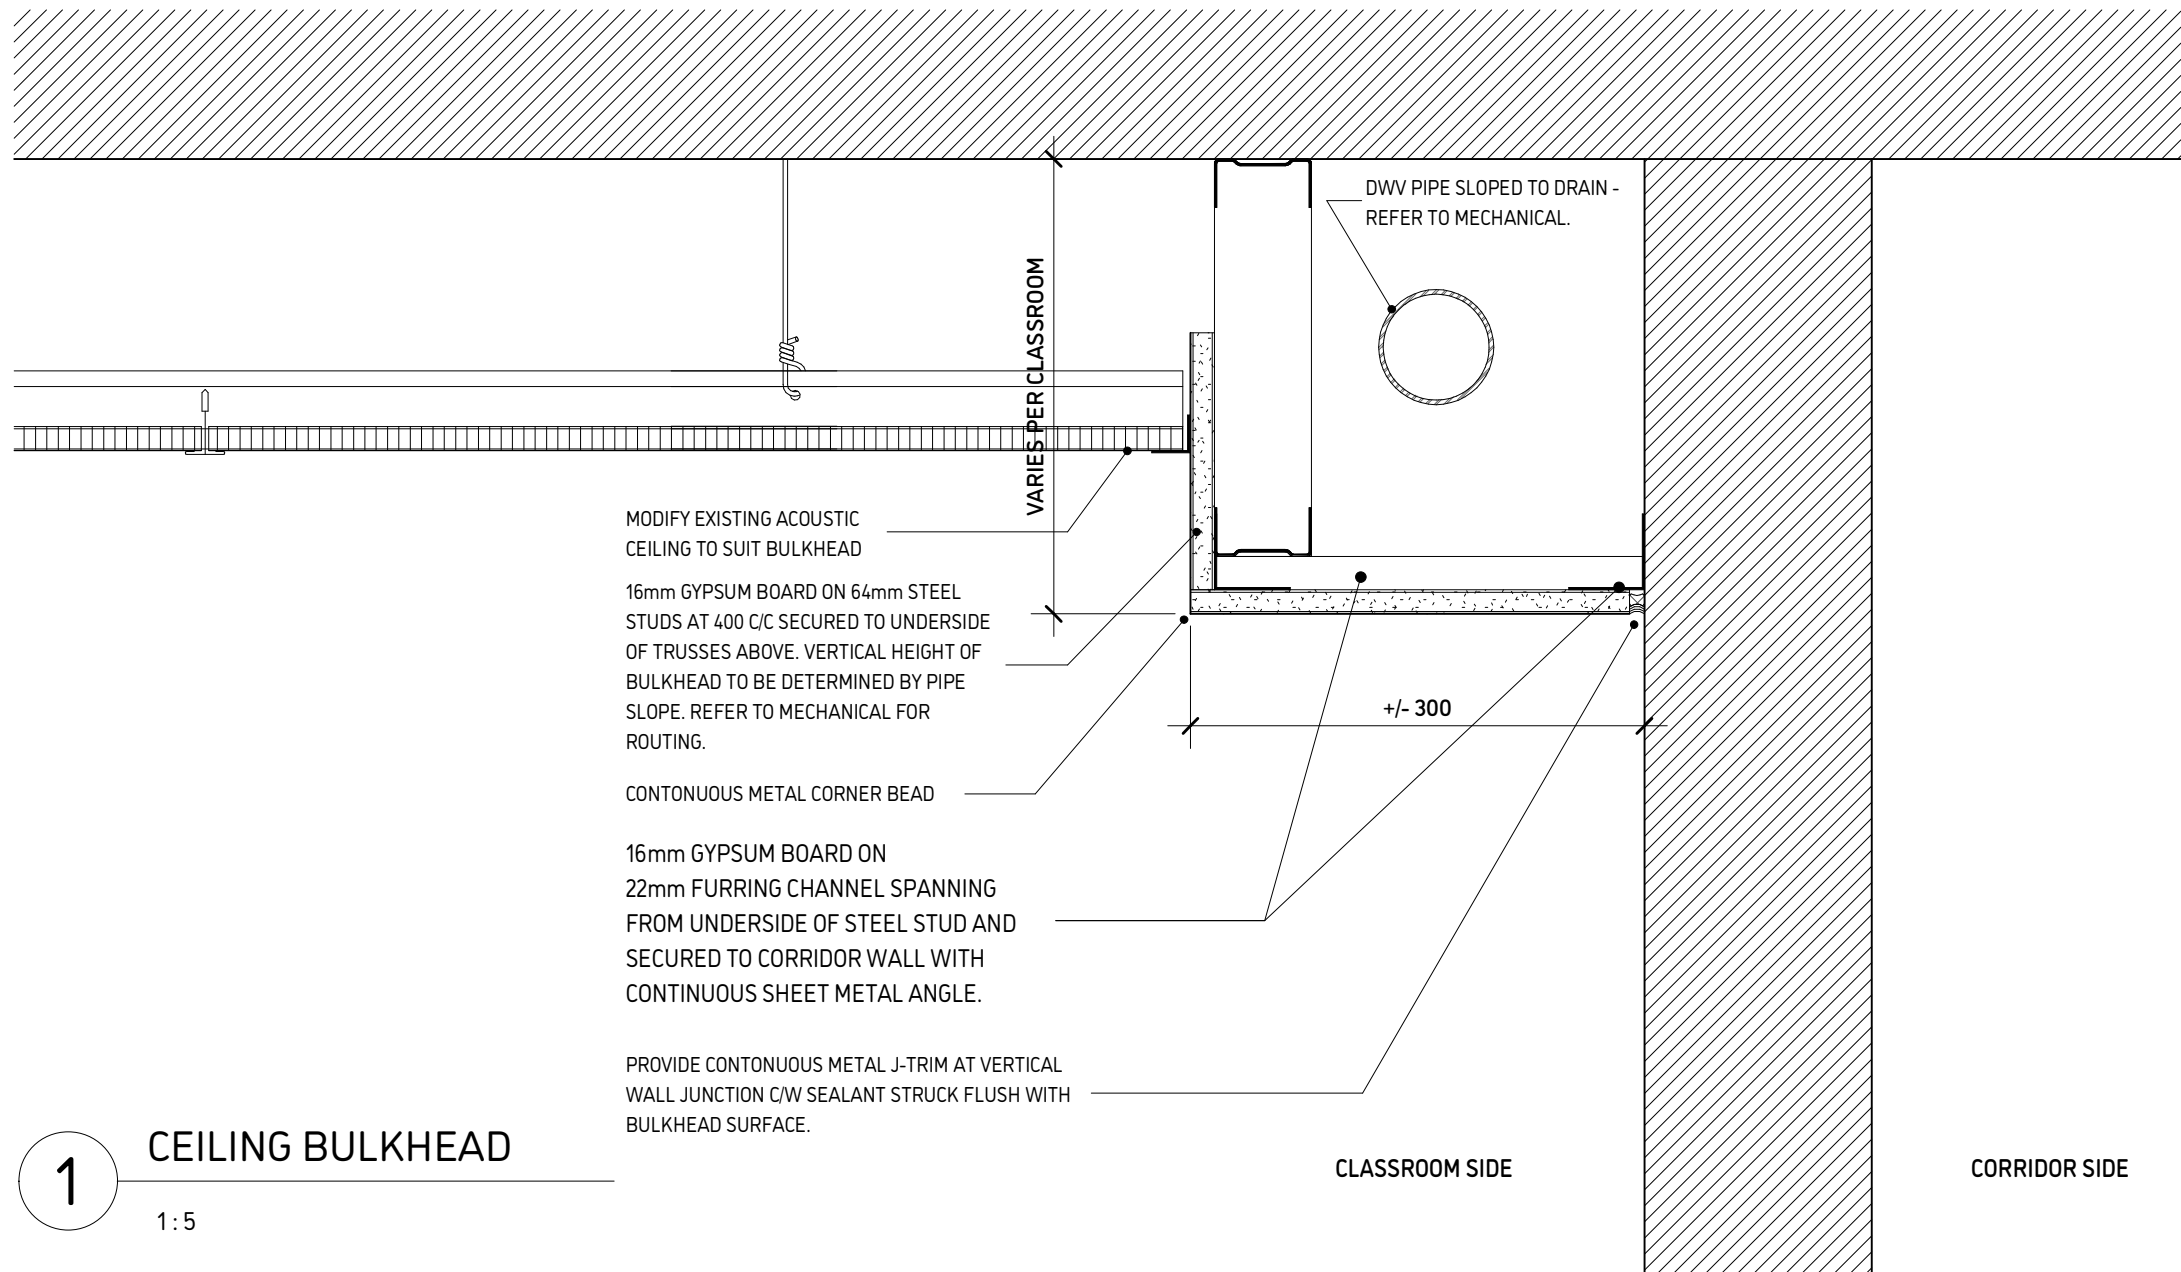 DWV PIPE SLOPED TO DRAIN -
REFER TO MECHANICAL.
VARIES PER CLASSROOM
MODIFY EXISTING ACOUSTIC
CEILING TO SUIT BULKHEAD
16mm GYPSUM BOARD ON 64mm STEEL
STUDS AT 400 C/C SECURED TO UNDERSIDE
OF TRUSSES ABOVE. VERTICAL HEIGHT OF
BULKHEAD TO BE DETERMINED BY PIPE
SLOPE. REFER TO MECHANICAL FOR
ROUTING.
+/- 300
CONTONUOUS METAL CORNER BEAD
16mm GYPSUM BOARD ON
22mm FURRING CHANNEL SPANNING
FROM UNDERSIDE OF STEEL STUD AND
SECURED TO CORRIDOR WALL WITH
CONTINUOUS SHEET METAL ANGLE.
PROVIDE CONTONUOUS METAL J-TRIM AT VERTICAL
WALL JUNCTION C/W SEALANT STRUCK FLUSH WITH
BULKHEAD SURFACE.
CLASSROOM SIDE
CORRIDOR SIDE
1
CEILING BULKHEAD
1 : 5